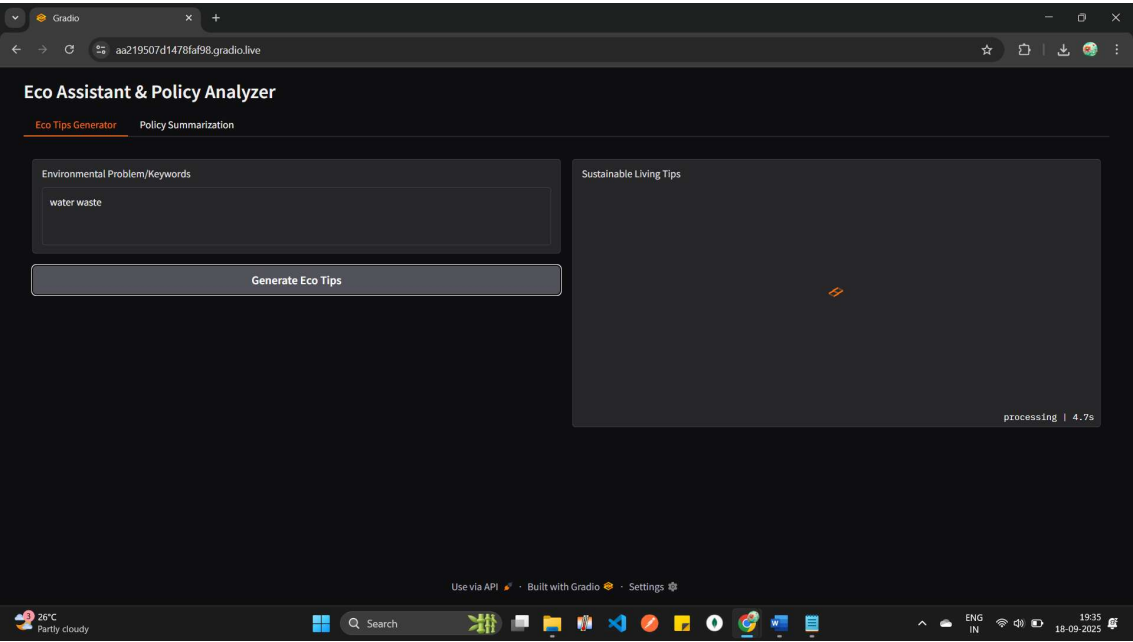 Gradio
aa219507d1478faf98.gradio.live
Eco Assistant & Policy Analyzer
Eco Tips Generator Policy Summarization
Environmental Problem/Keywords
water waste
Generate Eco Tips
Sustainable Living Tips
processing | 4.7s
Use via API · Built with Gradio · Settings
3
26°C
Partly cloudy
Search
ENG
IN
19:35
18-09-2025